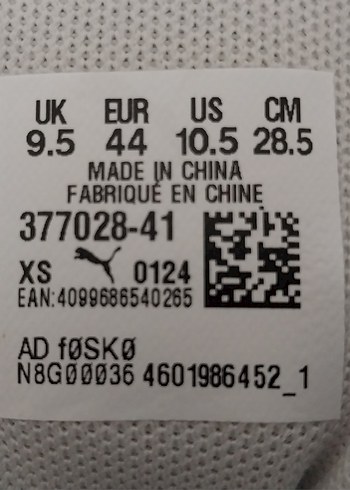 UK EUR US CM
9.5 44 10.5 28.5
MADE IN CHINA
FABRIQUÉ EN CHINE
377028-41
XS 0124
EAN:4099686540265
AD føSKØ
N8G00036 4601986452_1